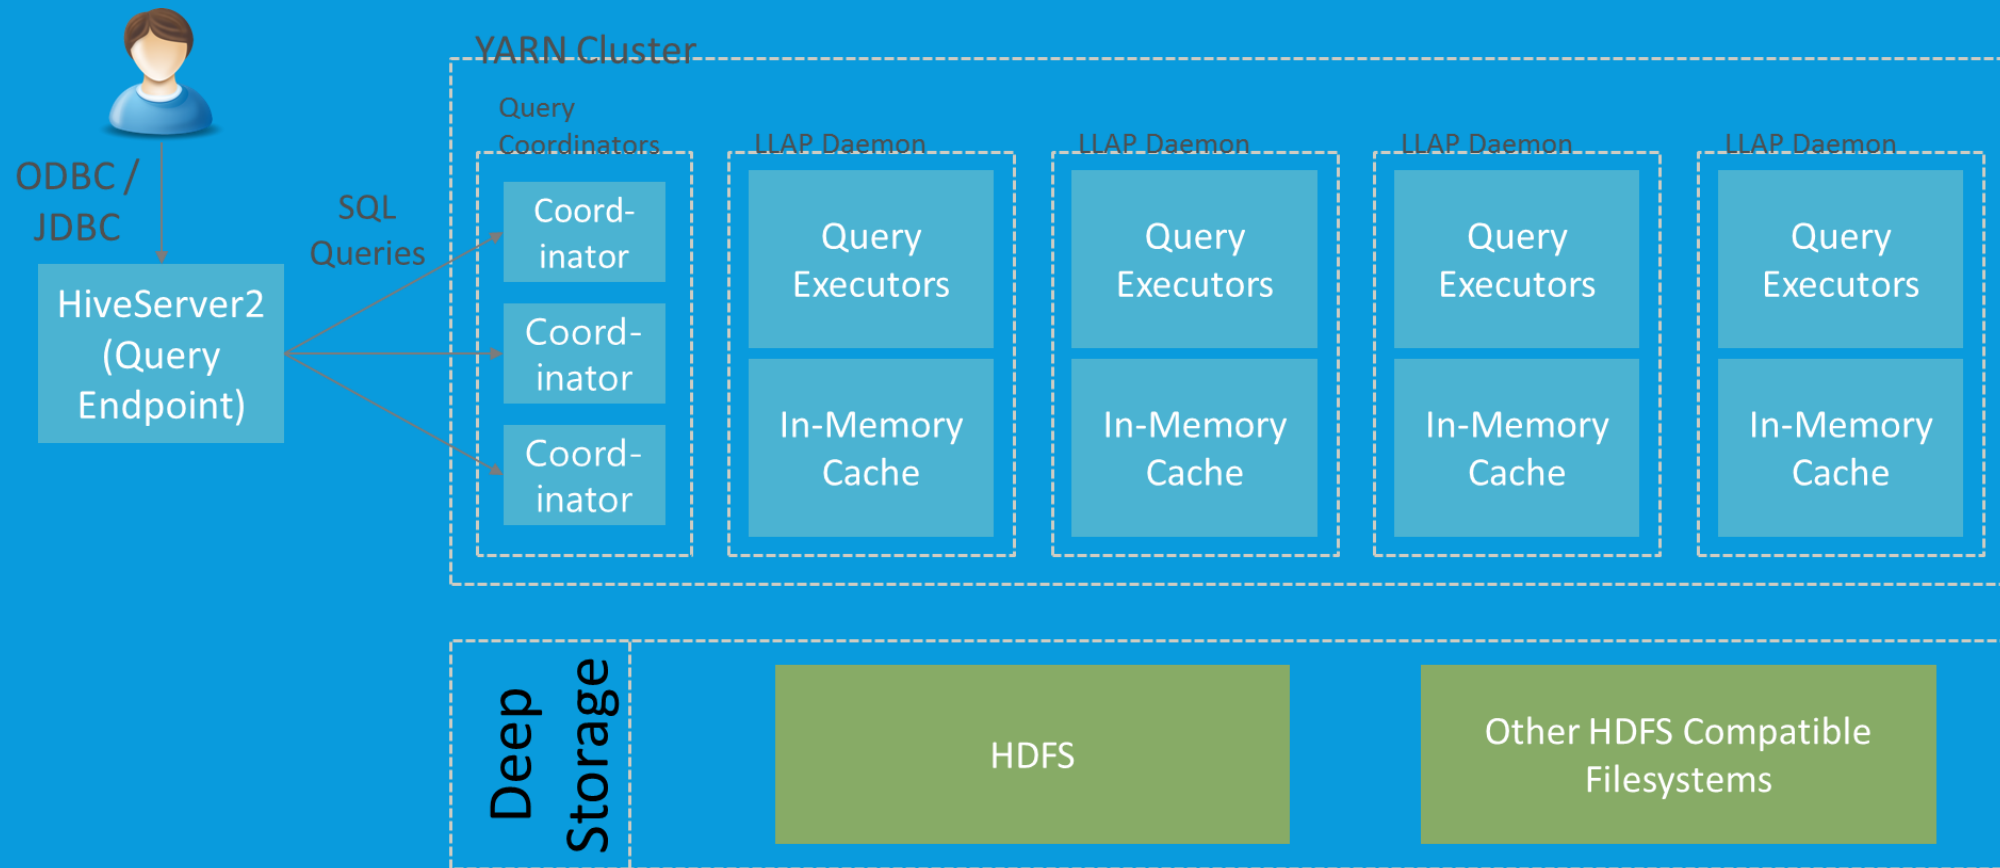 YARN Cluster
Query
Coordinators
LLAP Daemon
LLAP Daemon
LLAP Daemon
LLAP Daemon
ODBC /
JDBC
SQL
Queries
HiveServer2
(Query
Endpoint)
Coord-
inator
Coord-
inator
Coord-
inator
Query
Executors
In-Memory
Cache
Query
Executors
In-Memory
Cache
Query
Executors
In-Memory
Cache
Query
Executors
In-Memory
Cache
Deep
Storage
HDFS
Other HDFS Compatible
Filesystems